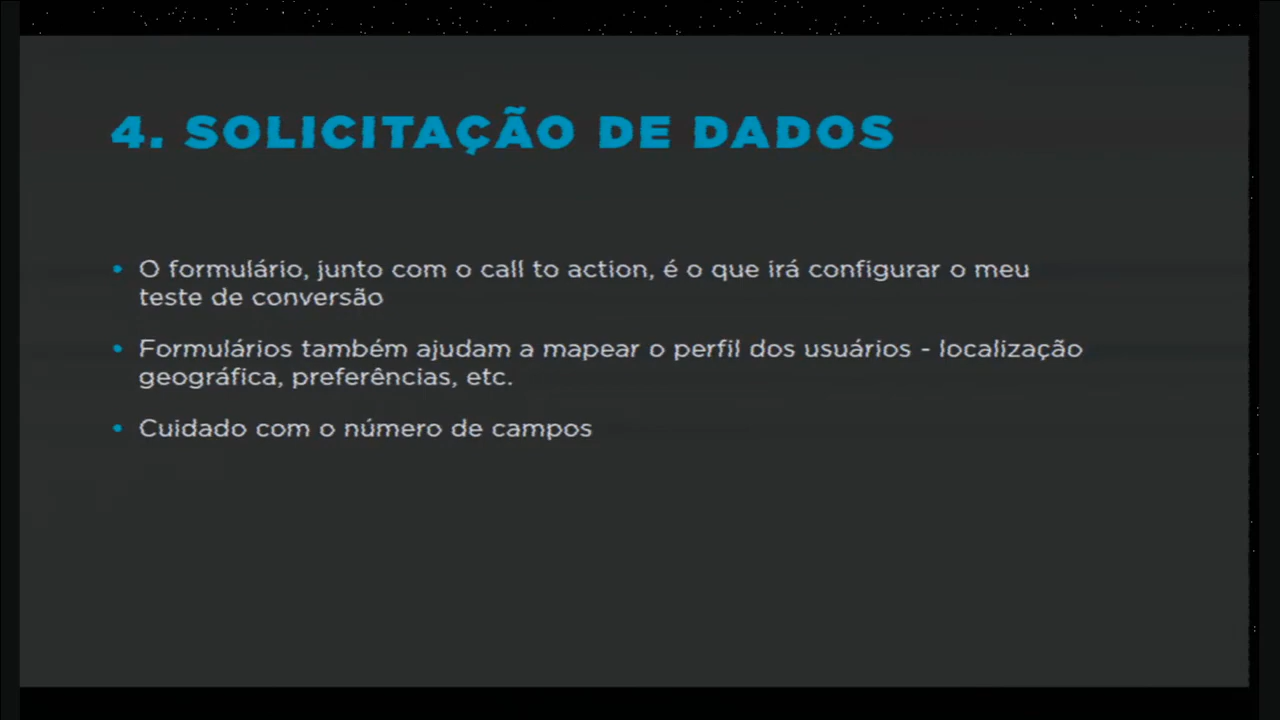 4. SOLICITAÇÃO DE DADOS
• O formulário, junto com o call to action, é o que irá configurar o meu
teste de conversão
• Formulários também ajudam a mapear o perfil dos usuários - localização
geográfica, preferências, etc.
• Cuidado com o número de campos